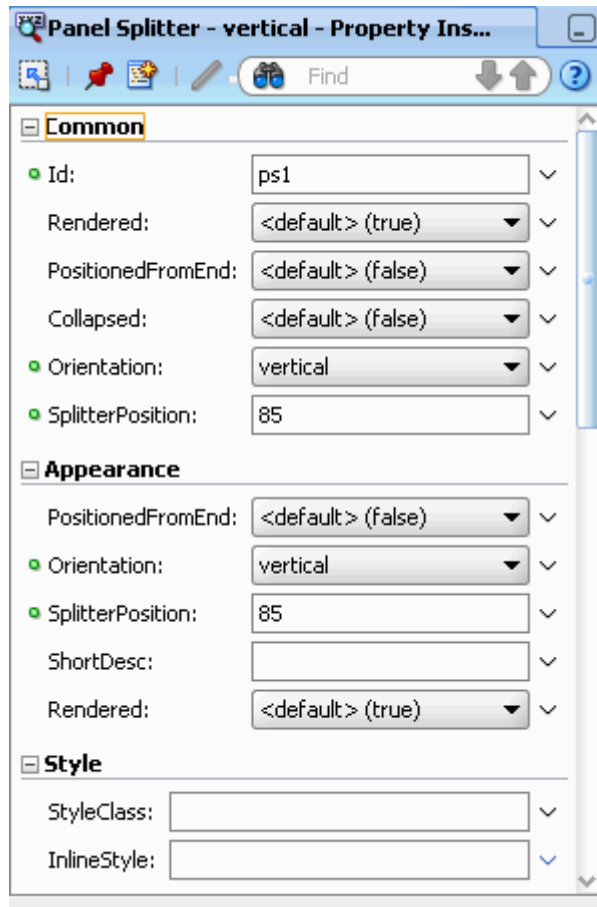 Panel Splitter - vertical - Property Ins...
Find
Common
Id: ps1
Rendered: <default> (true)
PositionedFromEnd: <default> (false)
Collapsed: <default> (false)
Orientation: vertical
SplitterPosition: 85
Appearance
PositionedFromEnd: <default> (false)
Orientation: vertical
SplitterPosition: 85
ShortDesc:
Rendered: <default> (true)
Style
StyleClass:
InlineStyle: